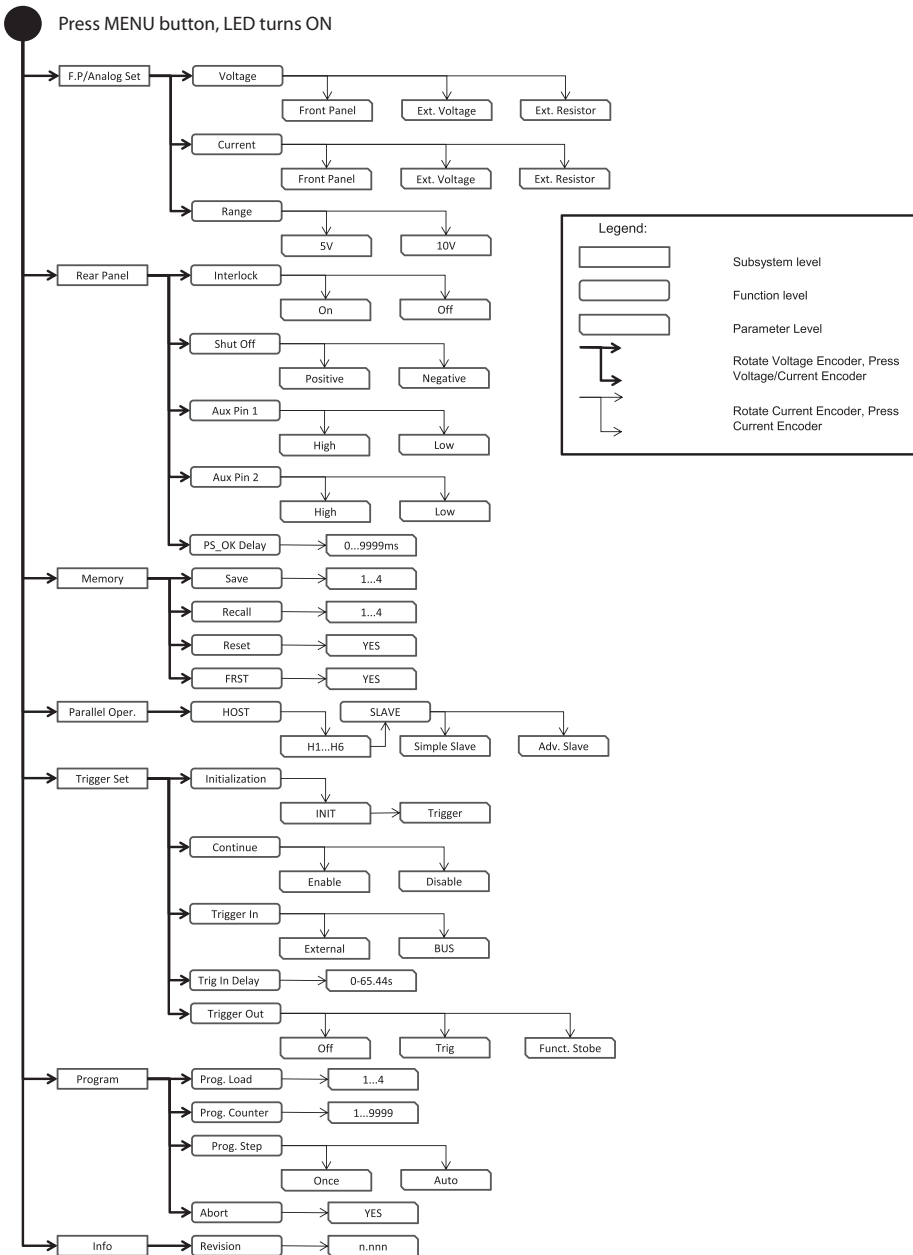 Press MENU button, LED turns ON
F.P/Analog Set
Voltage
Front Panel
Ext. Voltage
Ext. Resistor
Current
Front Panel
Ext. Voltage
Ext. Resistor
Range
5V
10V
Legend:
Subsystem level
Function level
Parameter Level
Rotate Voltage Encoder, Press
Voltage/Current Encoder
Rotate Current Encoder, Press
Current Encoder
Rear Panel
Interlock
On
Off
Shut Off
Positive
Negative
Aux Pin 1
High
Low
Aux Pin 2
High
Low
PS_OK Delay
0...9999ms
Memory
Save
1...4
Recall
1...4
Reset
YES
FRST
YES
Parallel Oper.
HOST
SLAVE
H1...H6
Simple Slave
Adv. Slave
Trigger Set
Initialization
INIT
Trigger
Continue
Enable
Disable
Trigger In
External
BUS
Trig In Delay
0-65.44s
Trigger Out
Off
Trig
Funct. Stobe
Program
Prog. Load
1...4
Prog. Counter
1...9999
Prog. Step
Once
Auto
Abort
YES
Info
Revision
n.nnn